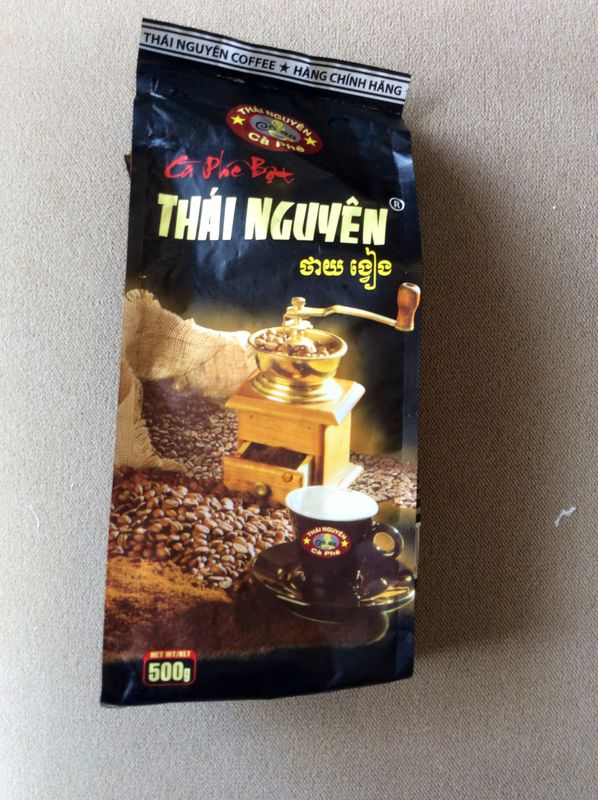 THÁI NGUYÊN COFFEE ★ HÀNG CHÍNH HÃNG
THÁI NGUYÊN
Cà Phê
Cà Phê Bột
THÁI NGUYÊN ®
ថាយ ង្វៀង
THÁI NGUYÊN
Cà Phê
NET WT/KLT
500g